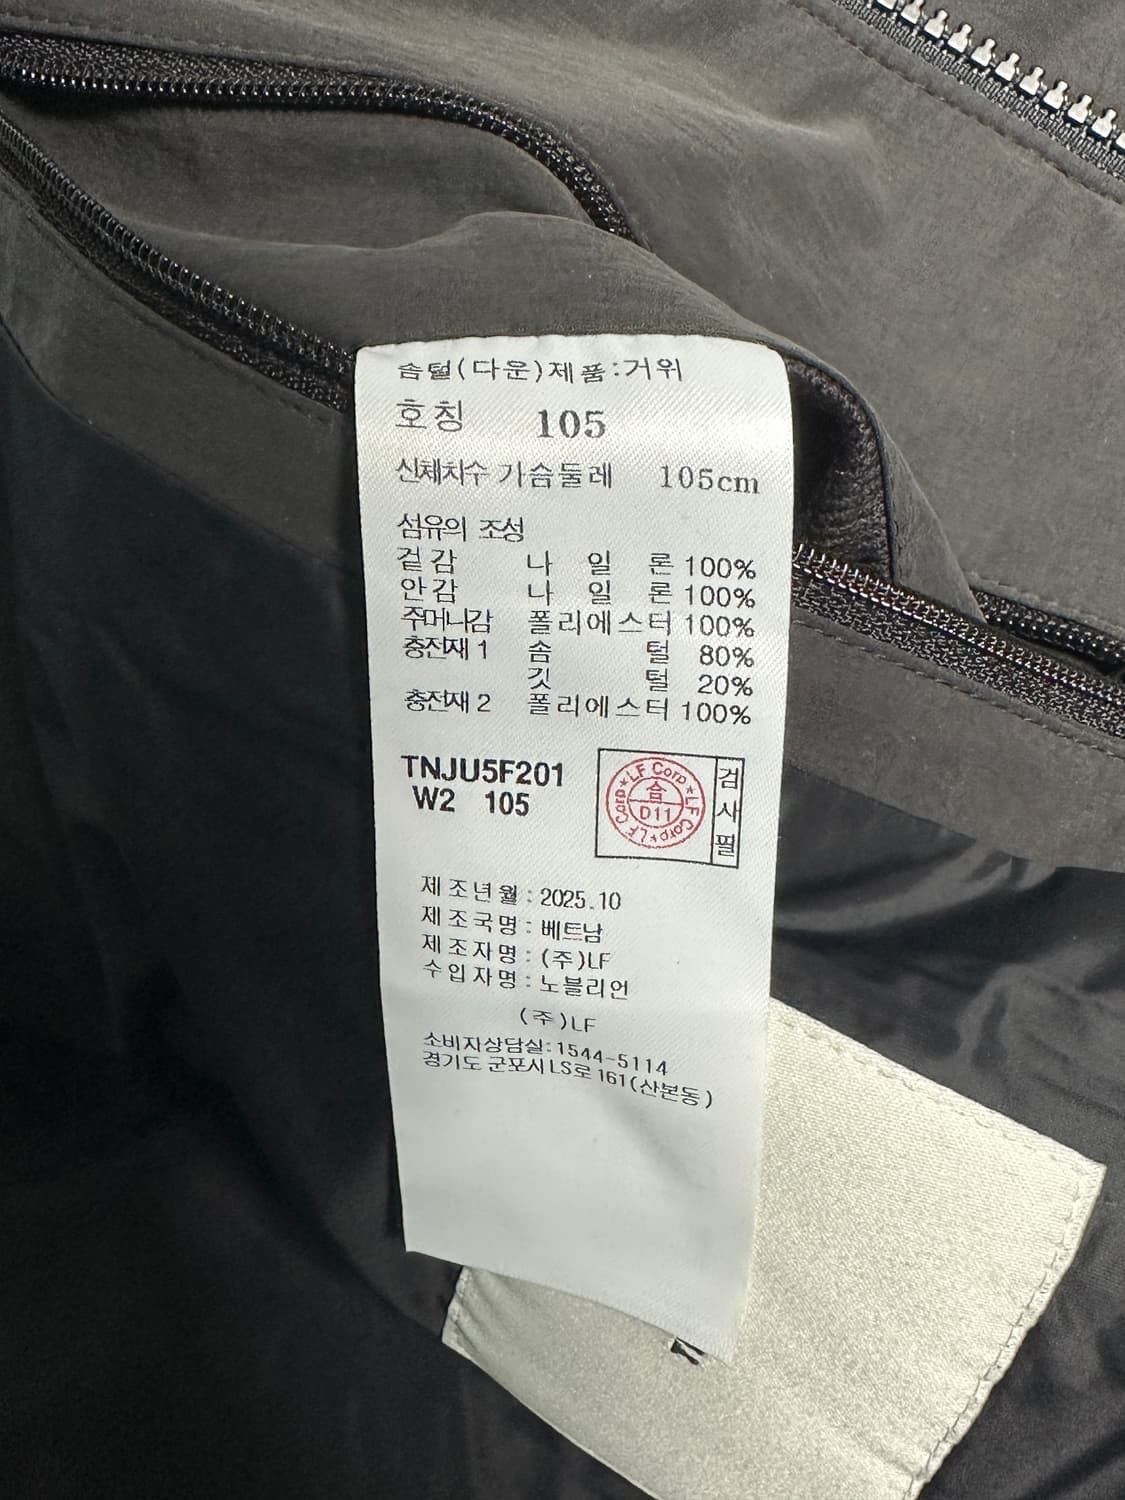 솜털(다운)제품:거위
호칭 105
신체치수 가슴둘레 105cm
섬유의 조성
겉감 나 일 론 100%
안감 나 일 론 100%
주머니감 폴리에스터 100%
충전재 1 솜 털 80%
깃 털 20%
충전재 2 폴리에스터 100%
TNJU5F201
W2 105
LF Corp ★ LF Corp ★ LF Corp ★
합
D11
검사필
제조년월 : 2025.10
제조국명 : 베트남
제조자명 : (주)LF
수입자명 : 노블리언
(주)LF
소비자상담실:1544-5114
경기도 군포시 LS로 161(산본동)